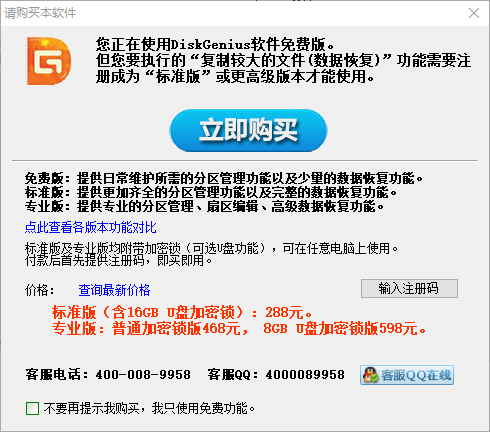 请购买本软件
您正在使用DiskGenius软件免费版。
但您要执行的“复制较大的文件(数据恢复)”功能需要注
册成为“标准版”或更高级版本才能使用。
立即购买
免费版：提供日常维护所需的分区管理功能以及少量的数据恢复功能。
标准版：提供更加齐全的分区管理功能以及完整的数据恢复功能。
专业版：提供专业的分区管理、扇区编辑、高级数据恢复功能。
点此查看各版本功能对比
标准版及专业版均附带加密锁（可选U盘功能），可在任意电脑上使用。
付款后首先提供注册码，即买即用。
价格： 查询最新价格 输入注册码
标准版（含16GB U盘加密锁）：288元。
专业版：普通加密锁版468元， 8GB U盘加密锁版598元。
客服电话：400-008-9958 客服QQ：4000089958 客服QQ在线
不要再提示我购买，我只使用免费功能。